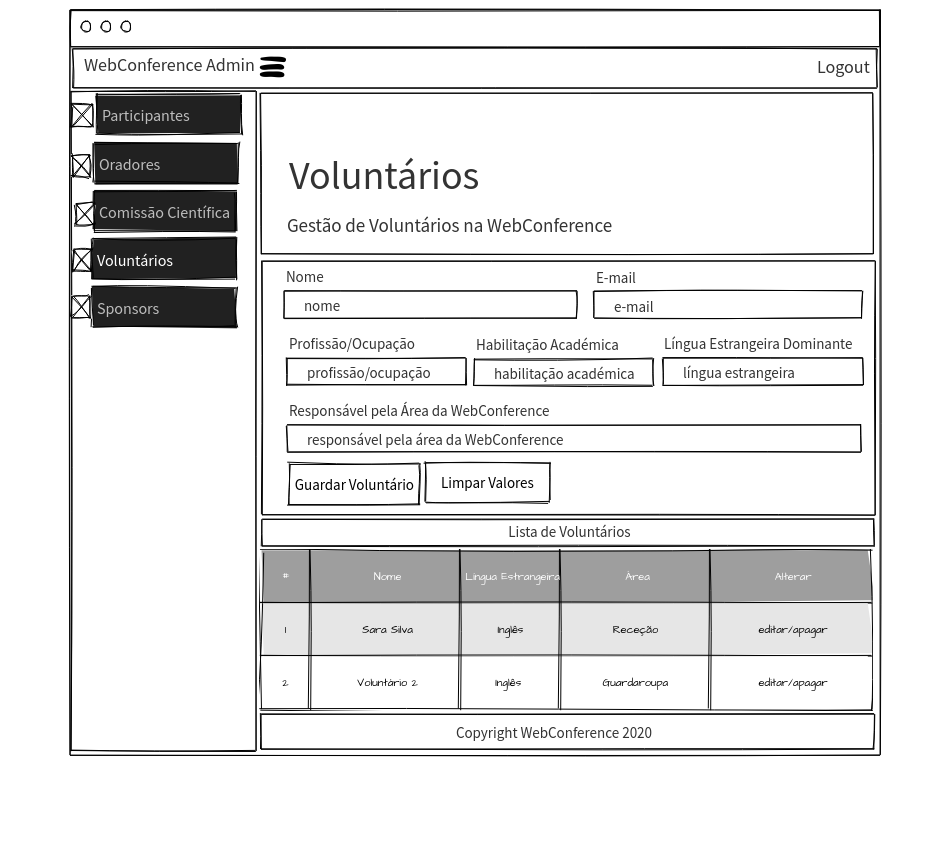 WebConference Admin
Logout
Participantes
Oradores
Comissão Científica
Voluntários
Sponsors
Voluntários
Gestão de Voluntários na WebConference
Nome
E-mail
nome
e-mail
Profissão/Ocupação
Habilitação Académica
Língua Estrangeira Dominante
profissão/ocupação
habilitação académica
língua estrangeira
Responsável pela Área da WebConference
responsável pela área da WebConference
Guardar Voluntário
Limpar Valores
Lista de Voluntários
# Nome Língua Estrangeira Área Alterar
1 Sara Silva Inglês Receção editar/apagar
2 Voluntário 2 Inglês Guardaroupa editar/apagar
Copyright WebConference 2020